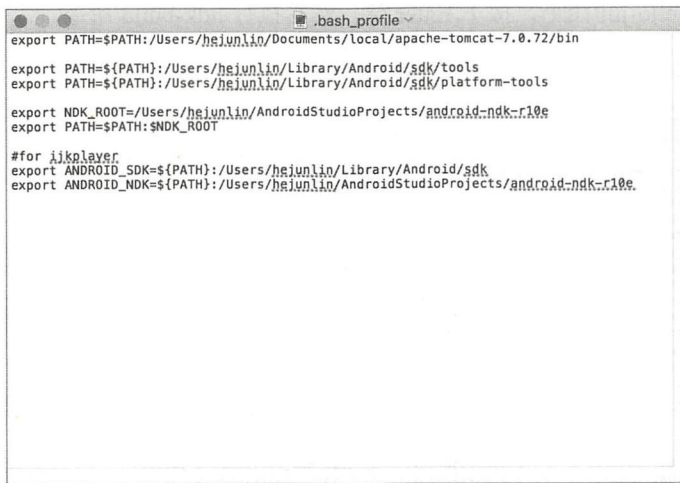 .bash_profile
export PATH=$PATH:/Users/hejunlin/Documents/local/apache-tomcat-7.0.72/bin
export PATH=${PATH}:/Users/hejunlin/Library/Android/sdk/tools
export PATH=${PATH}:/Users/hejunlin/Library/Android/sdk/platform-tools
export NDK_ROOT=/Users/hejunlin/AndroidStudioProjects/android-ndk-r10e
export PATH=$PATH:$NDK_ROOT
#for ijkplayer
export ANDROID_SDK=${PATH}:/Users/hejunlin/Library/Android/sdk
export ANDROID_NDK=${PATH}:/Users/hejunlin/AndroidStudioProjects/android-ndk-r10e